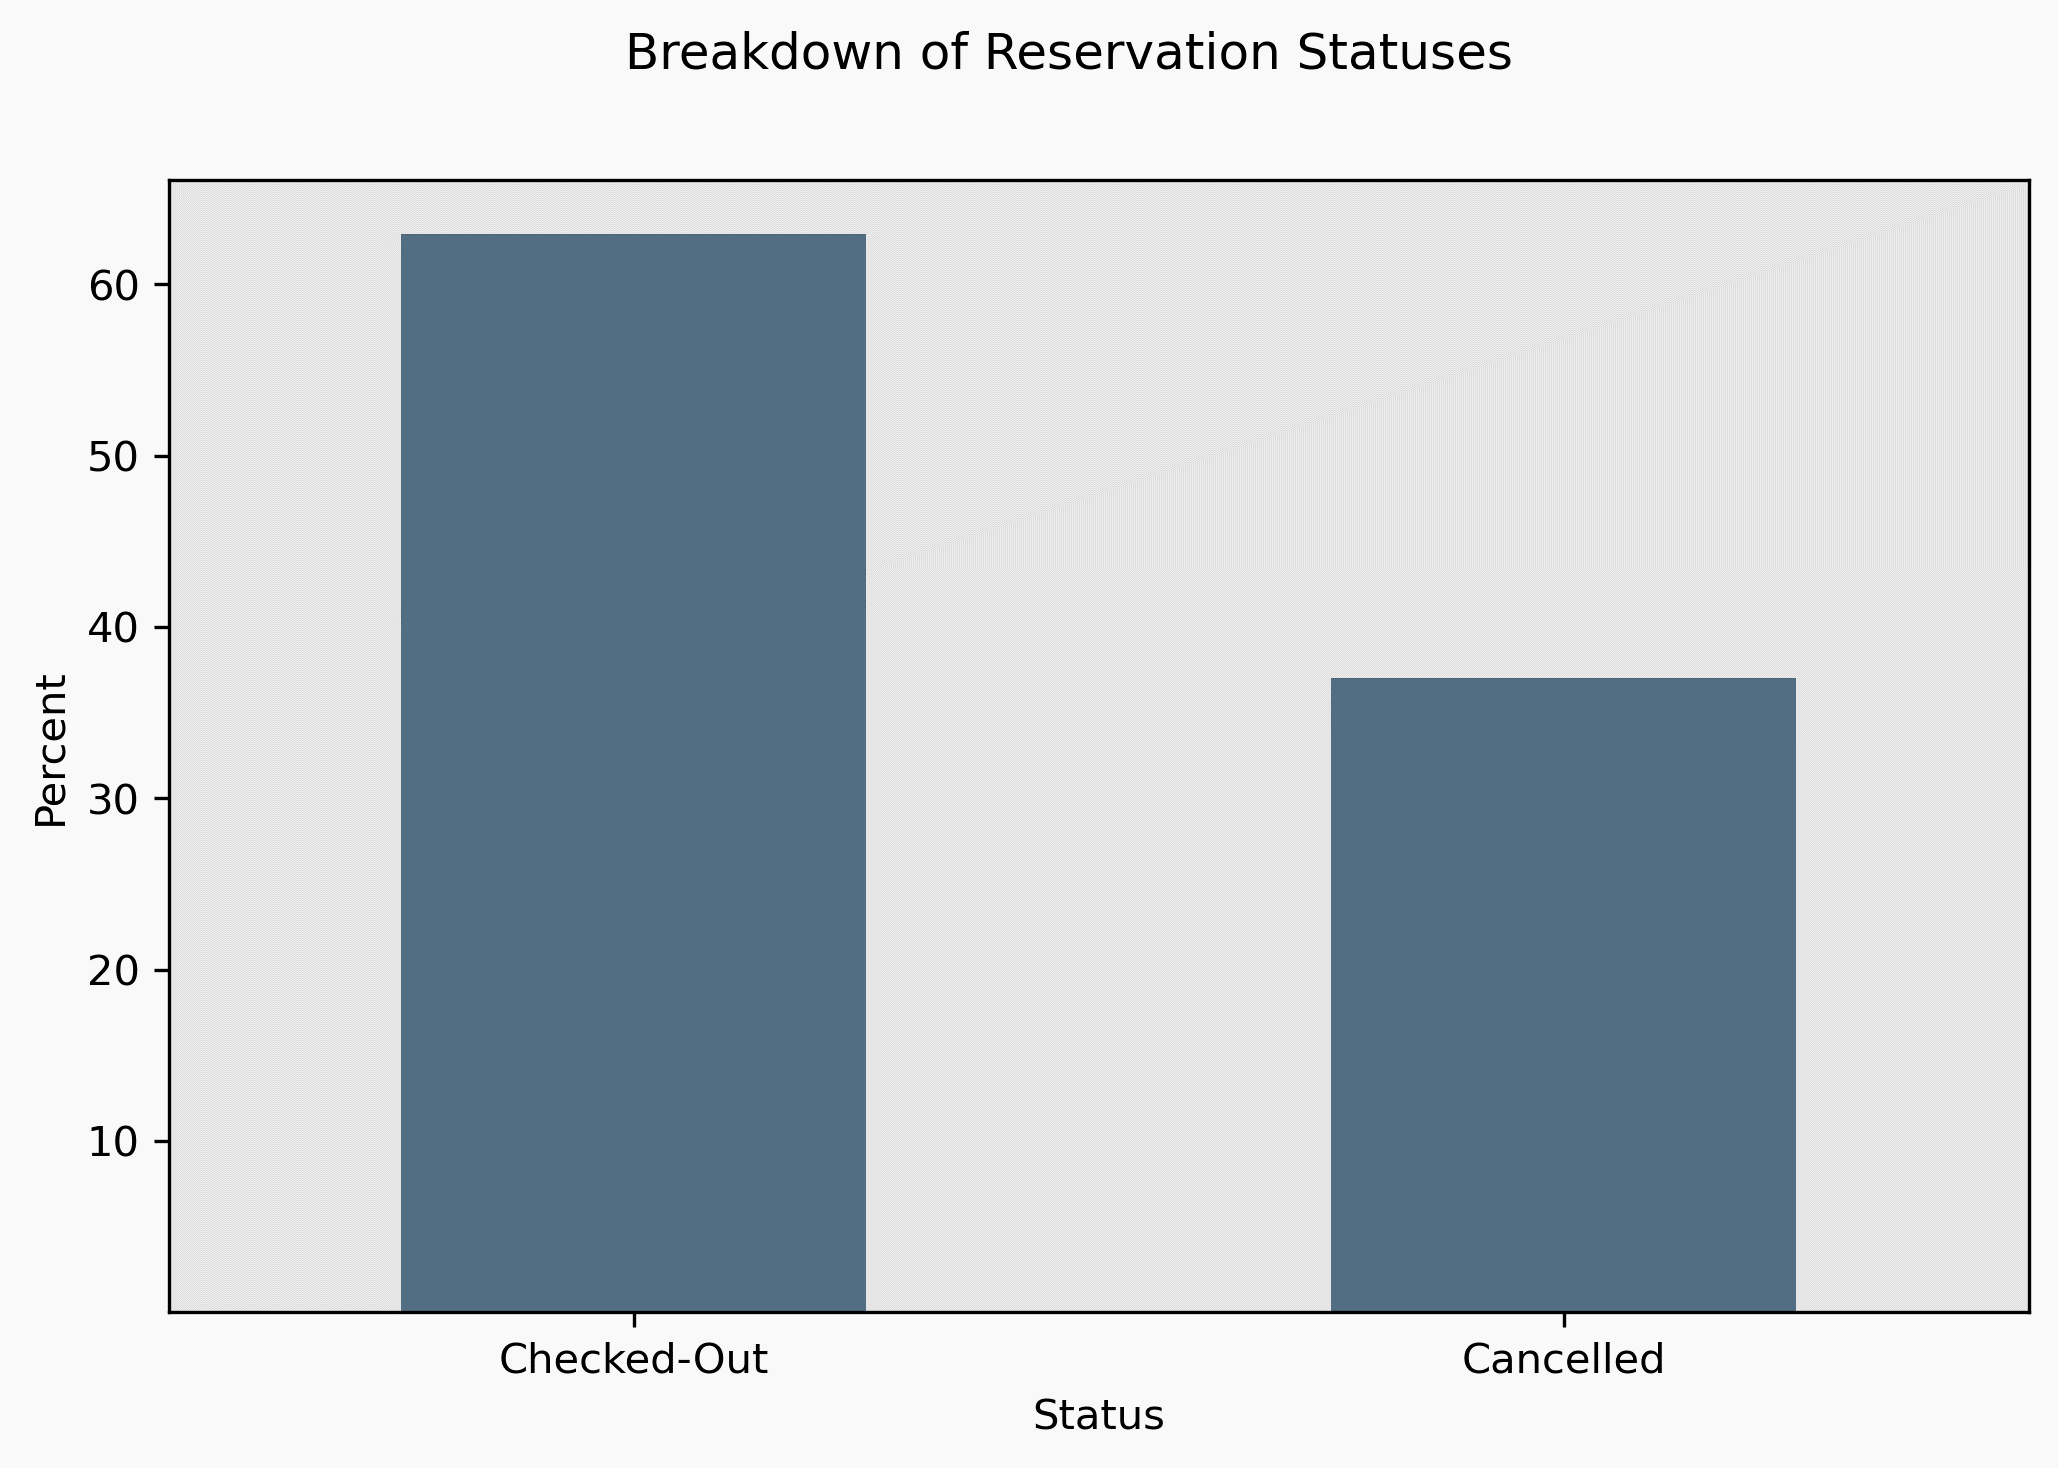 Breakdown of Reservation Statuses
60
50
40
30
20
10
Percent
Checked-Out
Cancelled
Status